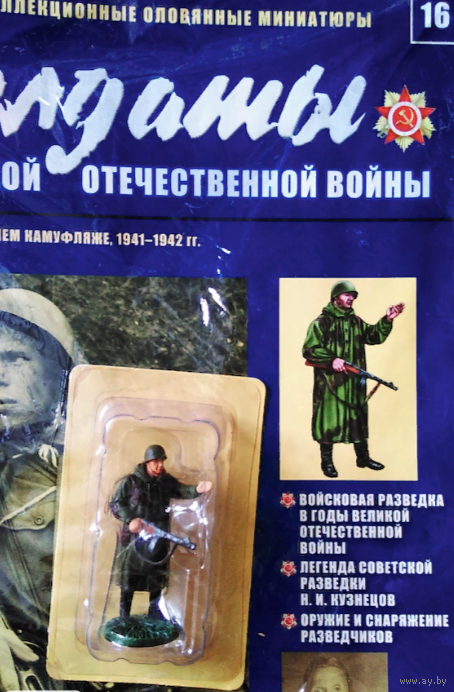 ЛЛЕКЦИОННЫЕ ОЛОВЯННЫЕ МИНИАТЮРЫ
16
лдаты
ОЙ ОТЕЧЕСТВЕННОЙ ВОЙНЫ
ЕМ КАМУФЛЯЖЕ, 1941–1942 гг.
ВОЙСКОВАЯ РАЗВЕДКА
В ГОДЫ ВЕЛИКОЙ
ОТЕЧЕСТВЕННОЙ
ВОЙНЫ
ЛЕГЕНДА СОВЕТСКОЙ
РАЗВЕДКИ
Н. И. КУЗНЕЦОВ
ОРУЖИЕ И СНАРЯЖЕНИЕ
РАЗВЕДЧИКОВ
www.ay.by